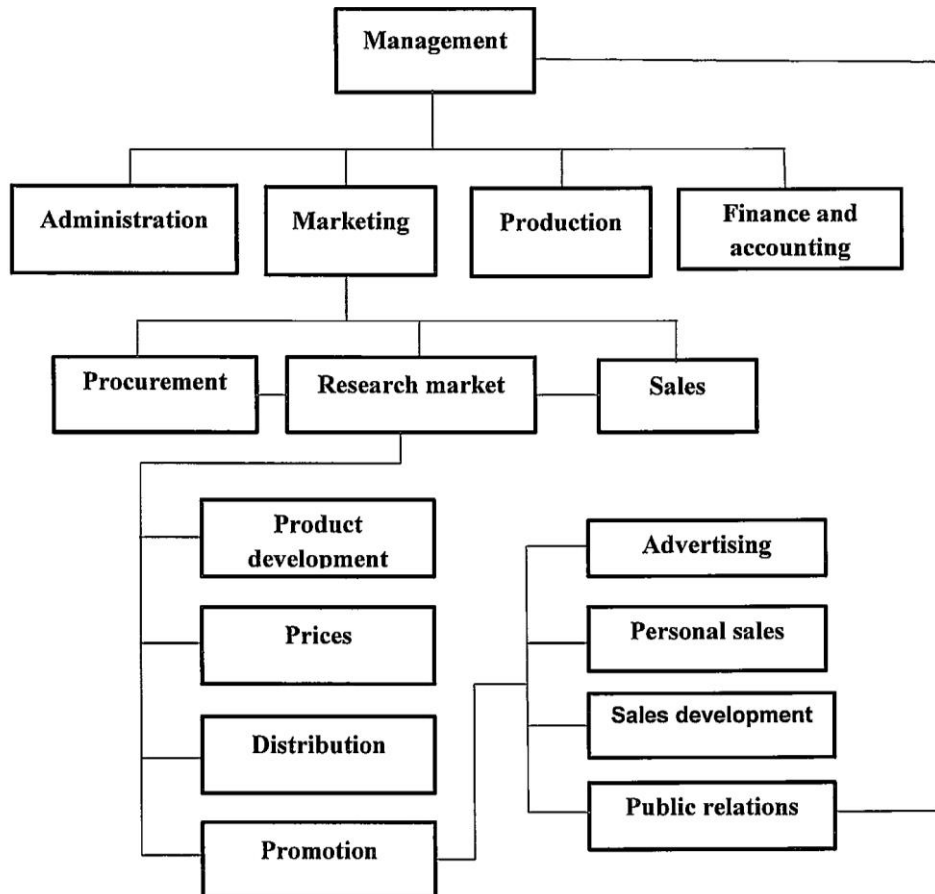 Management
Administration
Marketing
Production
Finance and
accounting
Procurement
Research market
Sales
Product
development
Prices
Distribution
Promotion
Advertising
Personal sales
Sales development
Public relations